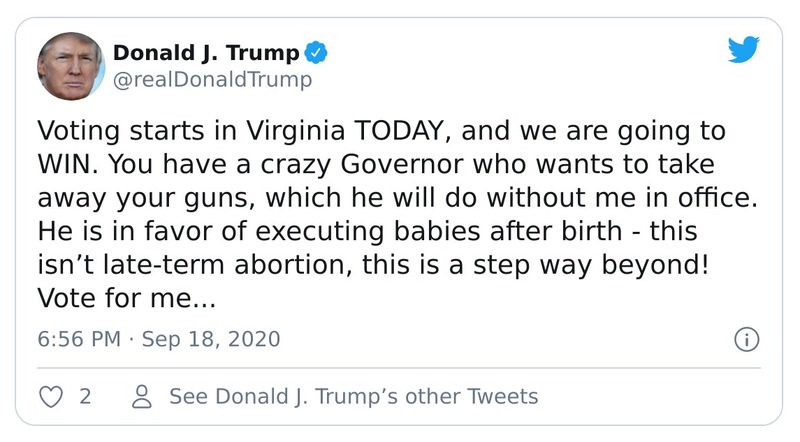 Donald J. Trump
@realDonaldTrump
Voting starts in Virginia TODAY, and we are going to
WIN. You have a crazy Governor who wants to take
away your guns, which he will do without me in office.
He is in favor of executing babies after birth - this
isn’t late-term abortion, this is a step way beyond!
Vote for me...
6:56 PM · Sep 18, 2020
2 See Donald J. Trump’s other Tweets